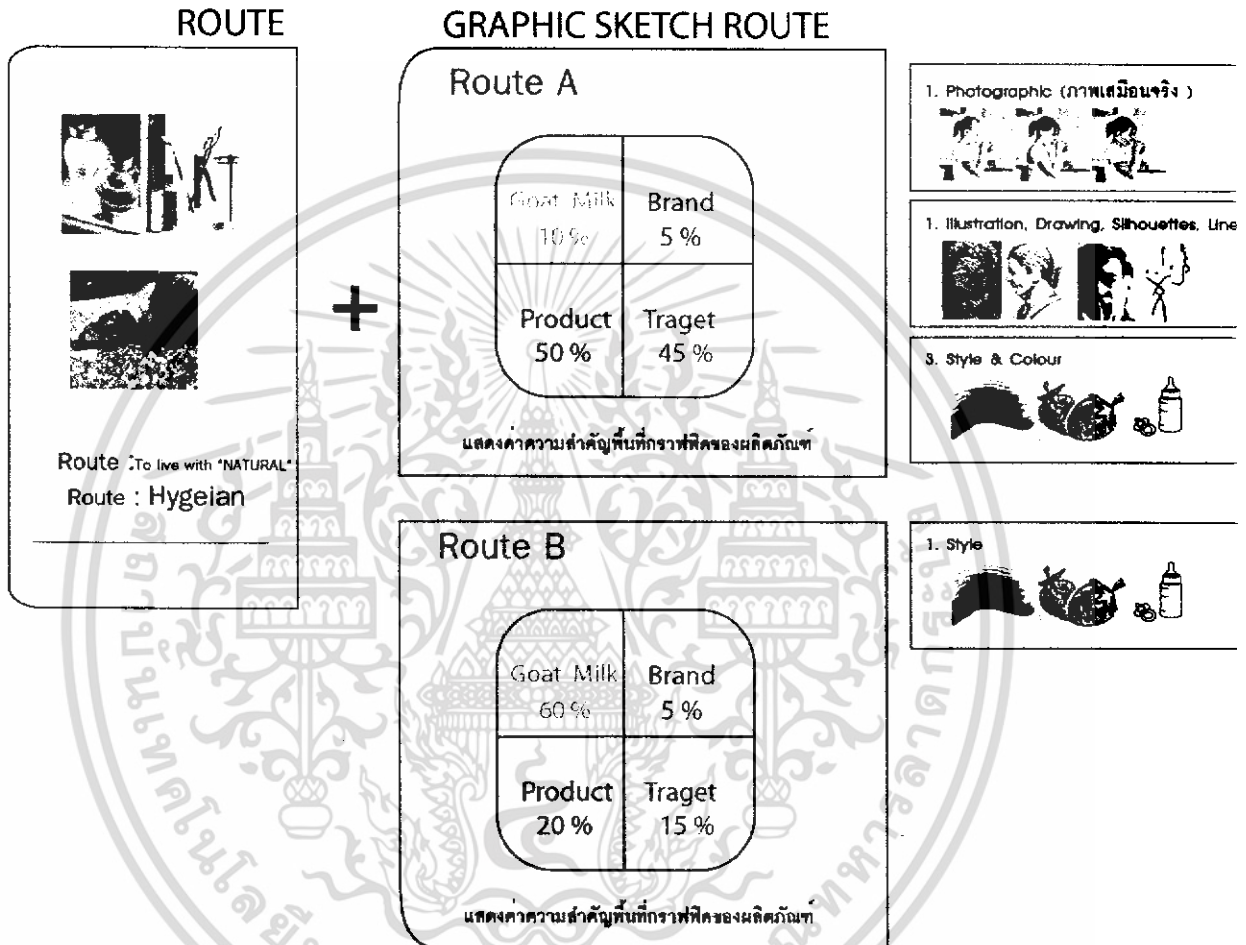 ROUTE
GRAPHIC SKETCH ROUTE
Route :To live with "NATURAL"
Route : Hygeian
+
Route A
Goat Milk
10 %
Brand
5 %
Product
50 %
Traget
45 %
แสดงค่าความสำคัญพื้นที่กราฟฟิคของผลิตภัณฑ์
Route B
Goat Milk
60 %
Brand
5 %
Product
20 %
Traget
15 %
แสดงค่าความสำคัญพื้นที่กราฟฟิคของผลิตภัณฑ์
1. Photographic (ภาพเสมือนจริง )
1. Illustration, Drawing, Silhouettes, Line
3. Style & Colour
1. Style